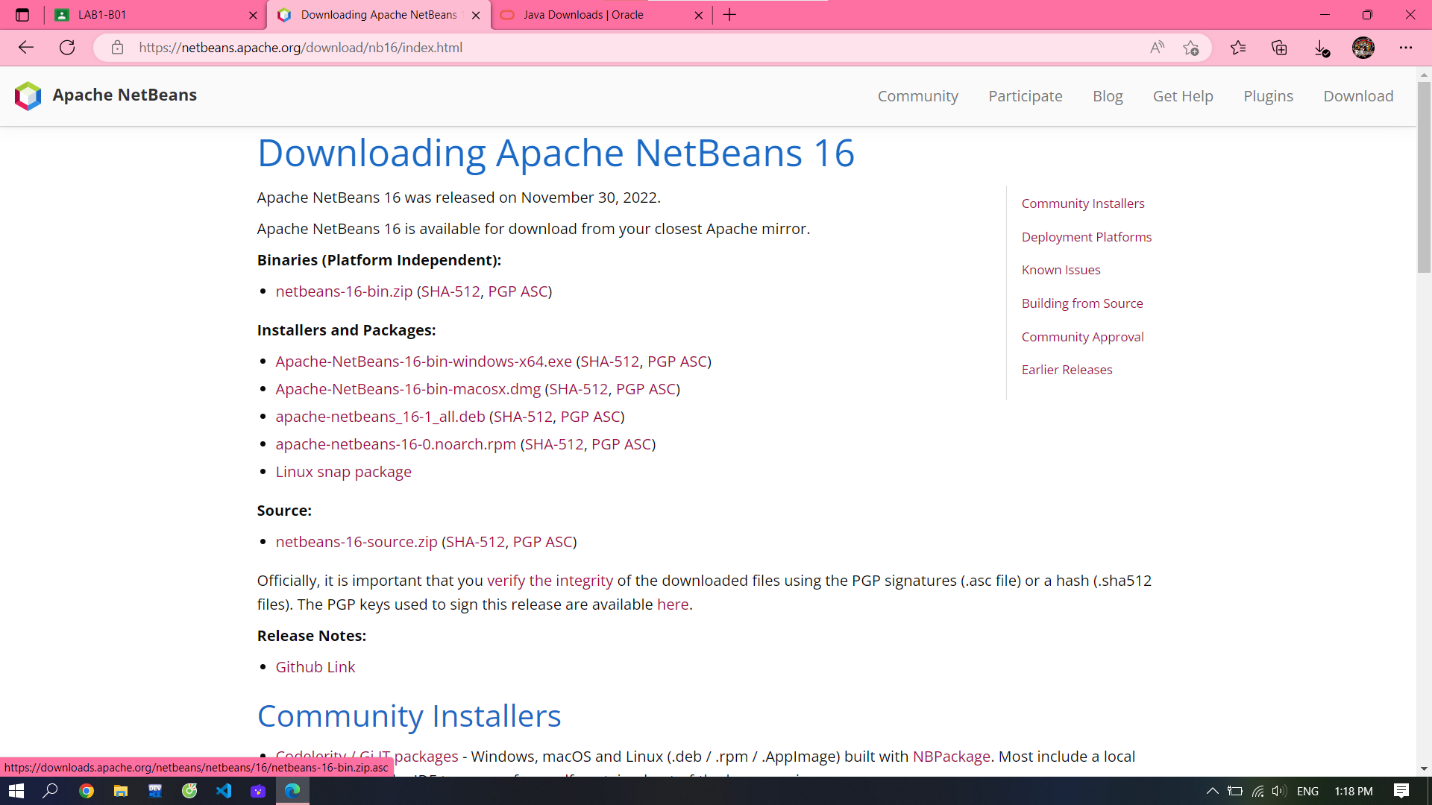 LAB1-B01
Downloading Apache NetBeans
Java Downloads | Oracle
https://netbeans.apache.org/download/nb16/index.html
Apache NetBeans
Community
Participate
Blog
Get Help
Plugins
Download
Downloading Apache NetBeans 16
Apache NetBeans 16 was released on November 30, 2022.
Apache NetBeans 16 is available for download from your closest Apache mirror.
Binaries (Platform Independent):
• netbeans-16-bin.zip (SHA-512, PGP ASC)
Installers and Packages:
• Apache-NetBeans-16-bin-windows-x64.exe (SHA-512, PGP ASC)
• Apache-NetBeans-16-bin-macosx.dmg (SHA-512, PGP ASC)
• apache-netbeans_16-1_all.deb (SHA-512, PGP ASC)
• apache-netbeans-16-0.noarch.rpm (SHA-512, PGP ASC)
• Linux snap package
Source:
• netbeans-16-source.zip (SHA-512, PGP ASC)
Officially, it is important that you verify the integrity of the downloaded files using the PGP signatures (.asc file) or a hash (.sha512
files). The PGP keys used to sign this release are available here.
Release Notes:
• Github Link
Community Installers
Deployment Platforms
Known Issues
Building from Source
Community Approval
Earlier Releases
Community Installers
• Codelerity / Gj IT packages - Windows, macOS and Linux (.deb / .rpm / .AppImage) built with NBPackage. Most include a local
https://downloads.apache.org/netbeans/netbeans/16/netbeans-16-bin.zip.asc
ENG
1:18 PM